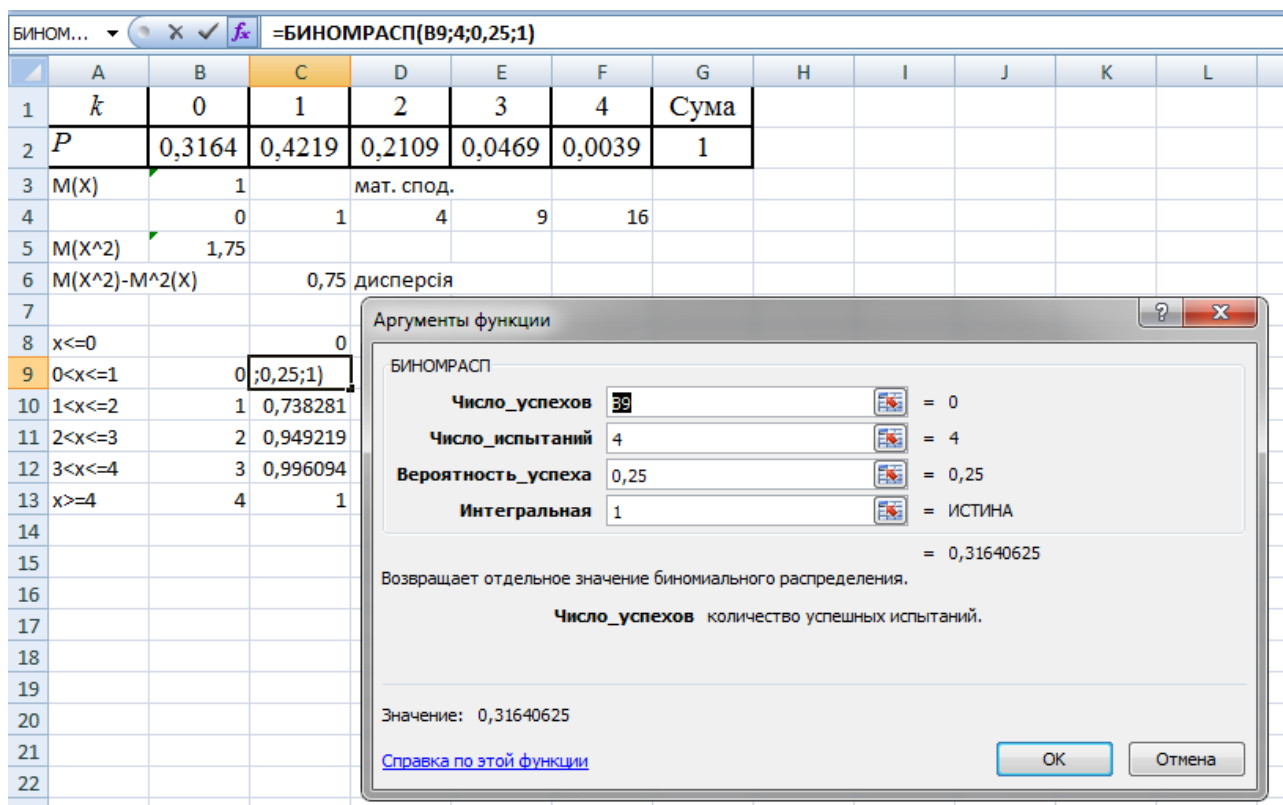 БИНОМ... fx =БИНОМРАСП(B9;4;0,25;1)
A B C D E F G H I J K L
1 k 0 1 2 3 4 Сума
2 P 0,3164 0,4219 0,2109 0,0469 0,0039 1
3 M(X) 1 мат. спод.
4 0 1 4 9 16
5 M(X^2) 1,75
6 M(X^2)-M^2(X) 0,75 дисперсія
7
8 x<=0 0
9 0<x<=1 0 ;0,25;1)
10 1<x<=2 1 0,738281
11 2<x<=3 2 0,949219
12 3<x<=4 3 0,996094
13 x>=4 4 1
14
15
16
17
18
19
20
21
22
Аргументы функции
БИНОМРАСП
Число_успехов B9 = 0
Число_испытаний 4 = 4
Вероятность_успеха 0,25 = 0,25
Интегральная 1 = ИСТИНА
= 0,31640625
Возвращает отдельное значение биномиального распределения.
Число_успехов количество успешных испытаний.
Значение: 0,31640625
Справка по этой функции
ОК Отмена